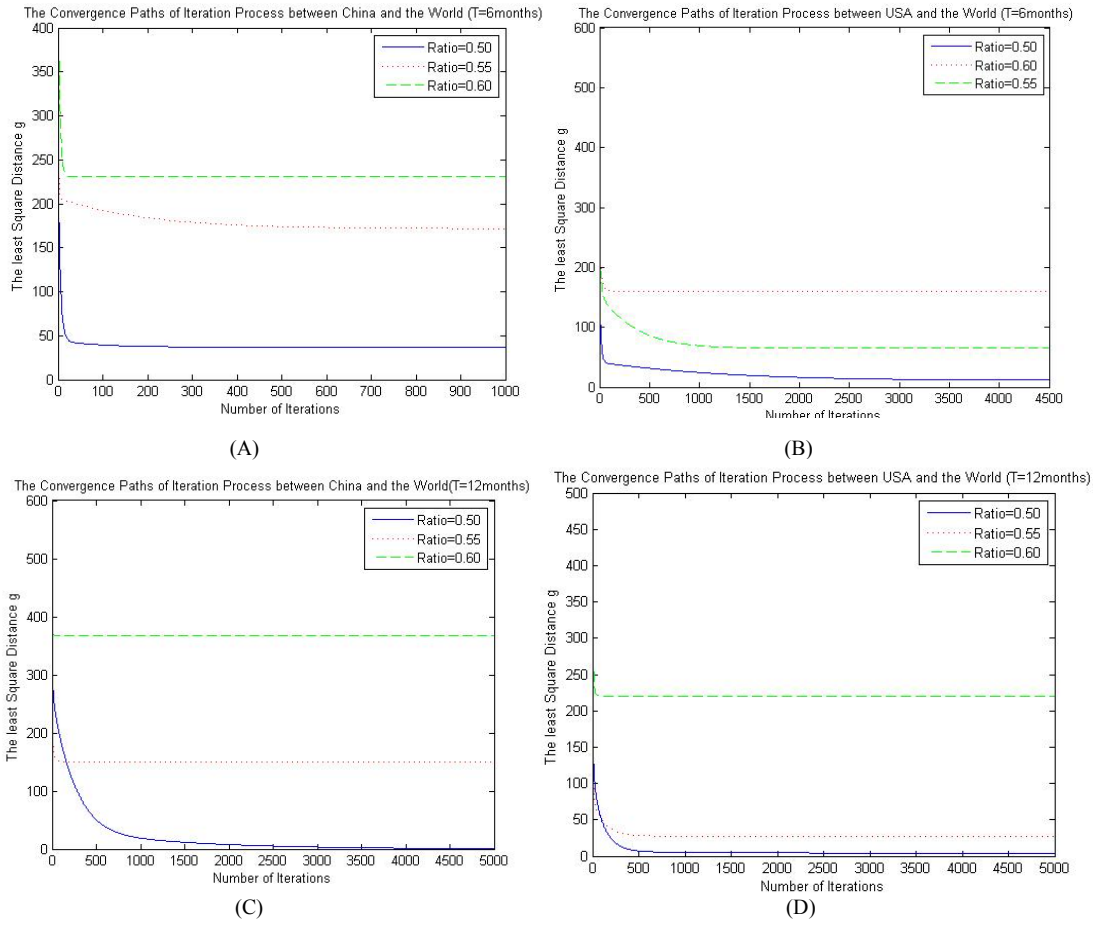 The Convergence Paths of Iteration Process between China and the World (T=6months)
400
350
300
250
200
150
100
50
0
The least Square Distance g
Ratio=0.50
Ratio=0.55
Ratio=0.60
0 100 200 300 400 500 600 700 800 900 1000
Number of Iterations
(A)
The Convergence Paths of Iteration Process between USA and the World (T=6months)
600
500
400
300
200
100
0
The least Square Distance g
Ratio=0.50
Ratio=0.60
Ratio=0.55
0 500 1000 1500 2000 2500 3000 3500 4000 4500
Number of Iterations
(B)
The Convergence Paths of Iteration Process between China and the World(T=12months)
600
500
400
300
200
100
0
The least Square Distance g
Ratio=0.50
Ratio=0.55
Ratio=0.60
0 500 1000 1500 2000 2500 3000 3500 4000 4500 5000
Number of Iterations
(C)
The Convergence Paths of Iteration Process between USA and the World (T=12months)
500
450
400
350
300
250
200
150
100
50
0
The least Square Distance g
Ratio=0.50
Ratio=0.55
Ratio=0.60
0 500 1000 1500 2000 2500 3000 3500 4000 4500 5000
Number of Iterations
(D)